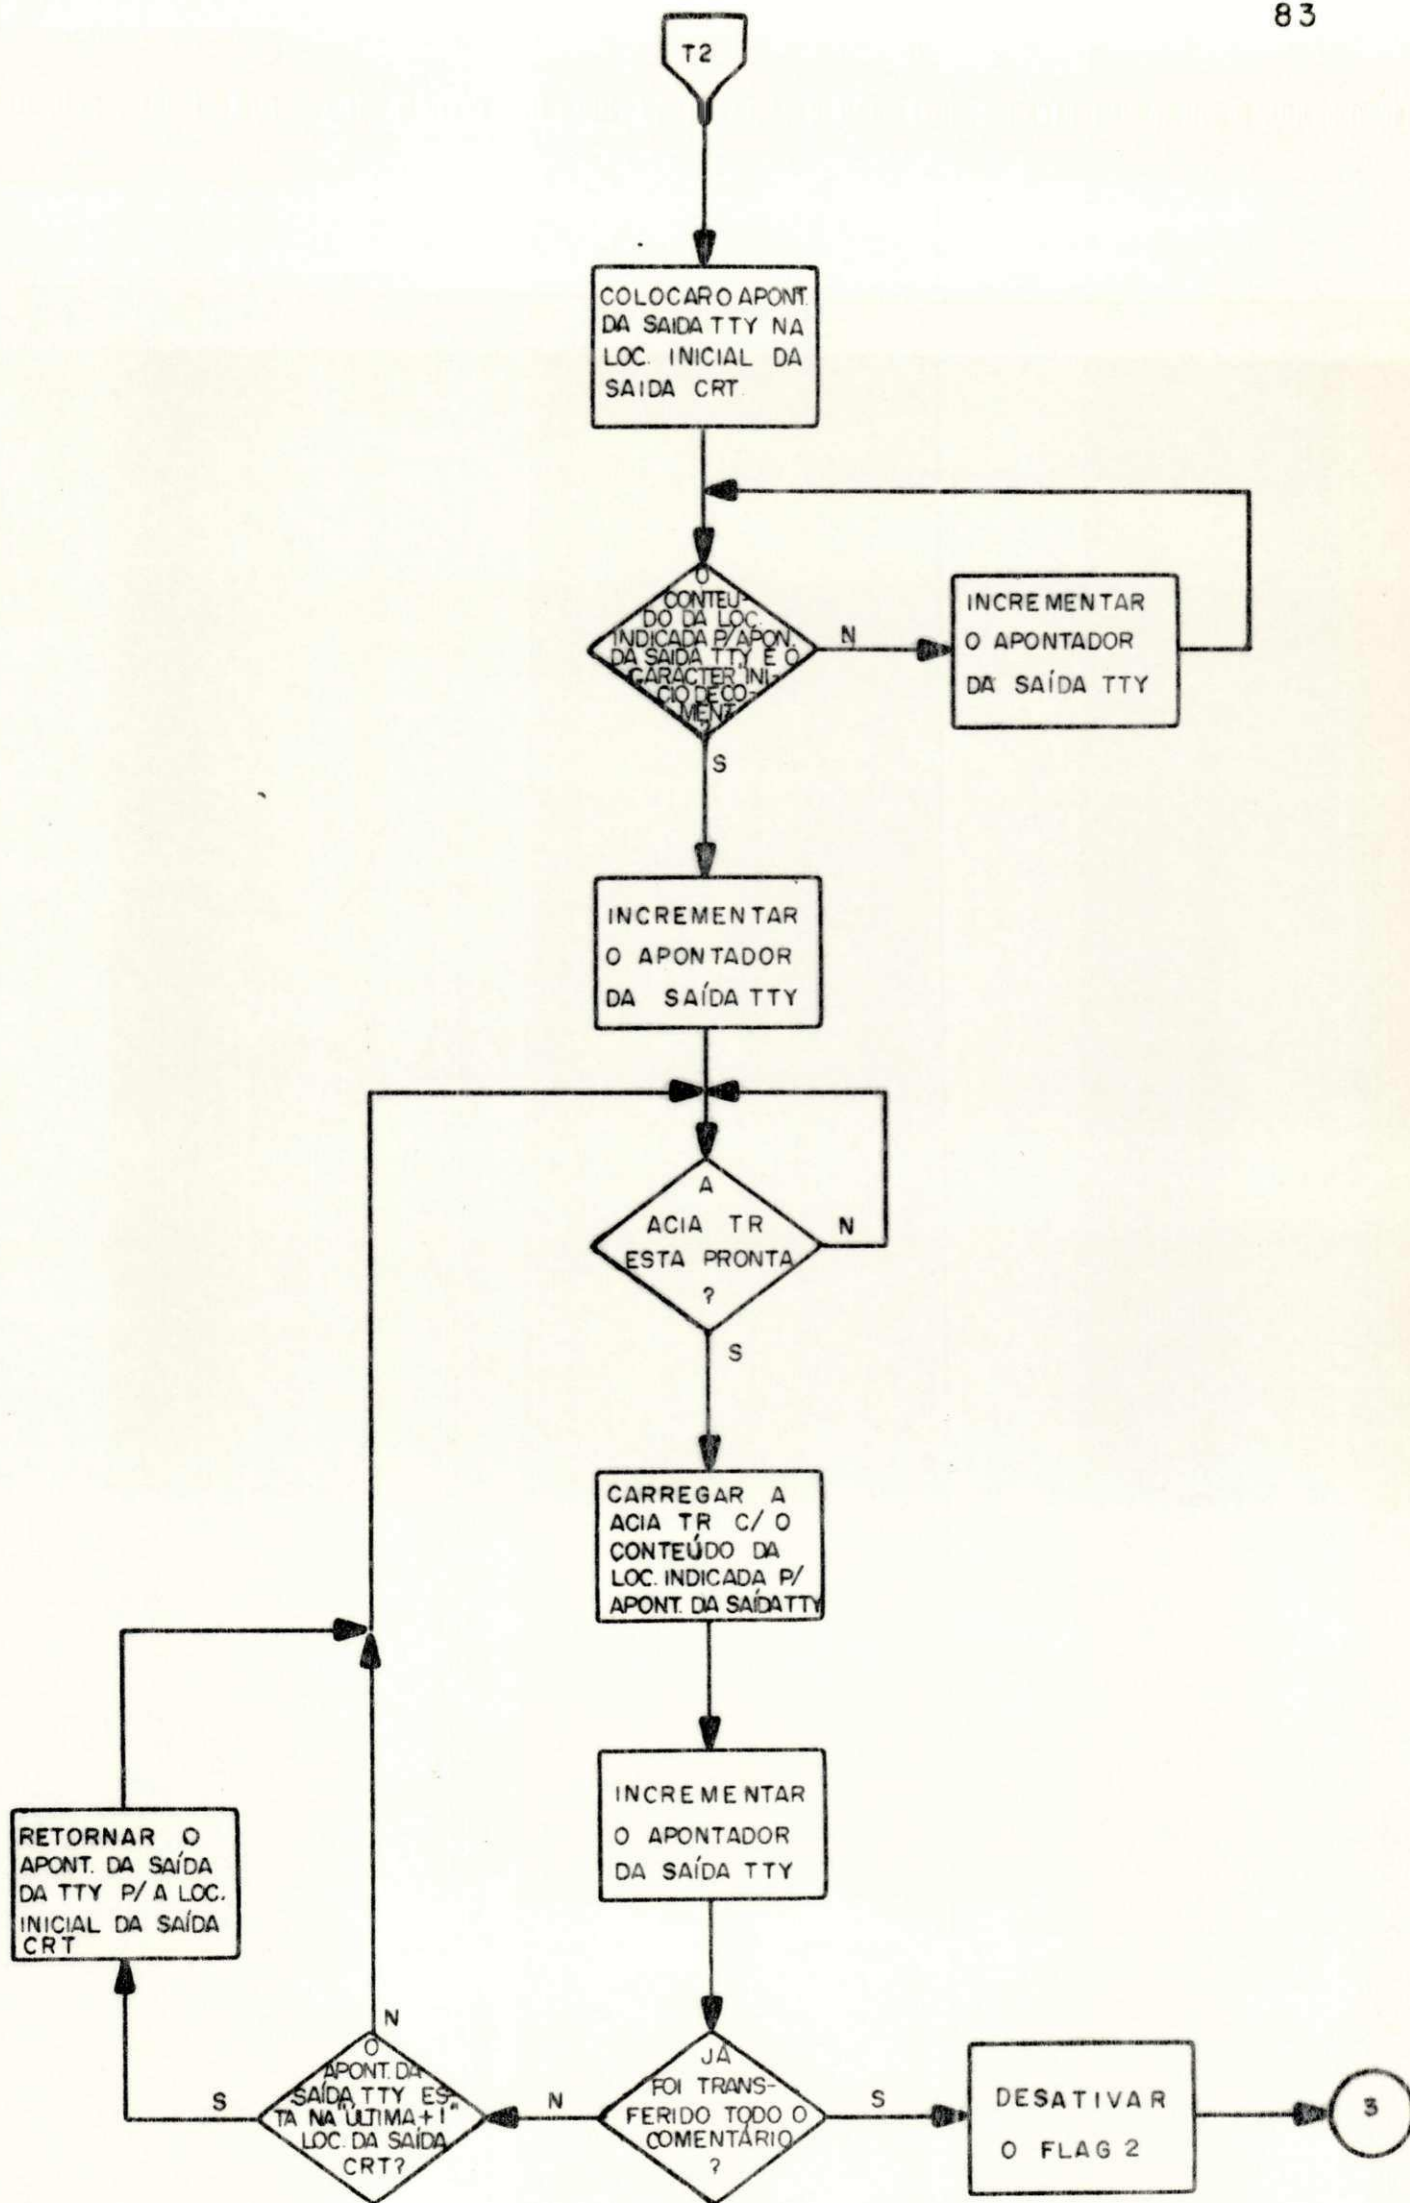 83
T2
COLOCAR O APONT.
DA SAIDA TTY NA
LOC. INICIAL DA
SAIDA CRT.
O
CONTEU-
DO DA LOC.
INDICADA P/APON.
DA SAIDA TTY E O
CARACTER "INI-
CIO DE CO-
MENT."
?
N
INCREMENTAR
O APONTADOR
DA SAÍDA TTY
S
INCREMENTAR
O APONTADOR
DA SAÍDA TTY
A
ACIA TR
ESTA PRONTA
?
N
S
CARREGAR A
ACIA TR C/ O
CONTEÚDO DA
LOC. INDICADA P/
APONT. DA SAÍDA TTY
INCREMENTAR
O APONTADOR
DA SAÍDA TTY
RETORNAR O
APONT. DA SAÍDA
DA TTY P/ A LOC.
INICIAL DA SAÍDA
CRT
N
O
APONT. DA
SAÍDA TTY ES-
TA NA "ULTIMA+1"
LOC. DA SAÍDA
CRT?
S
N
JÁ
FOI TRANS-
FERIDO TODO O
COMENTÁRIO
?
S
DESATIVAR
O FLAG 2
3